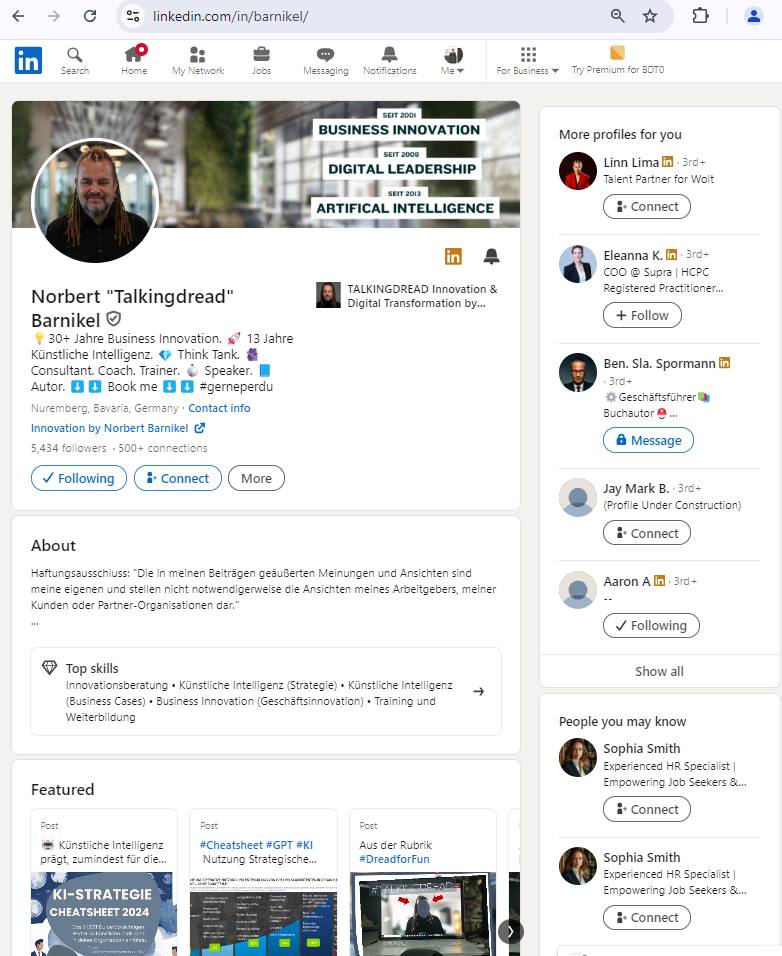 linkedin.com/in/barnikel/
in
Search
Home
My Network
Jobs
Messaging
Notifications
Me
For Business
Try Premium for BDT0
SEIT 2001
BUSINESS INNOVATION
SEIT 2008
DIGITAL LEADERSHIP
SEIT 2013
ARTIFICAL INTELLIGENCE
in
Norbert "Talkingdread"
Barnikel
TALKINGDREAD Innovation &
Digital Transformation by...
💡30+ Jahre Business Innovation. 🚀 13 Jahre
Künstliche Intelligenz. 💎 Think Tank. 
Consultant. Coach. Trainer. Speaker. 📘
Autor. ⬇️⬇️ Book me ⬇️⬇️ #gerneperdu
Nuremberg, Bavaria, Germany · Contact info
Innovation by Norbert Barnikel
5,434 followers · 500+ connections
Following
Connect
More
About
Haftungsausschluss: "Die in meinen Beiträgen geäußerten Meinungen und Ansichten sind
meine eigenen und stellen nicht notwendigerweise die Ansichten meines Arbeitgebers, meiner
Kunden oder Partner-Organisationen dar."
...
Top skills
Innovationsberatung • Künstliche Intelligenz (Strategie) • Künstliche Intelligenz
(Business Cases) • Business Innovation (Geschäftsinnovation) • Training und
Weiterbildung
Featured
Post
Künstliche Intelligenz
prägt, zumindest für die...
KI-STRATEGIE
CHEATSHEET 2024
Post
#Cheatsheet #GPT #KI
Nutzung Strategische...
Post
Aus der Rubrik
#DreadforFun
#TALKINGDREAD
More profiles for you
Linn Lima in · 3rd+
Talent Partner for Wolt
Connect
Eleanna K. in · 3rd+
COO @ Supra | HCPC
Registered Practitioner...
+ Follow
Ben. Sla. Spormann in
· 3rd+
⚙️Geschäftsführer
Buchautor ...
Message
Jay Mark B. · 3rd+
(Profile Under Construction)
Connect
Aaron A in · 3rd+
--
Following
Show all
People you may know
Sophia Smith
Experienced HR Specialist |
Empowering Job Seekers &...
Connect
Sophia Smith
Experienced HR Specialist |
Empowering Job Seekers &...
Connect